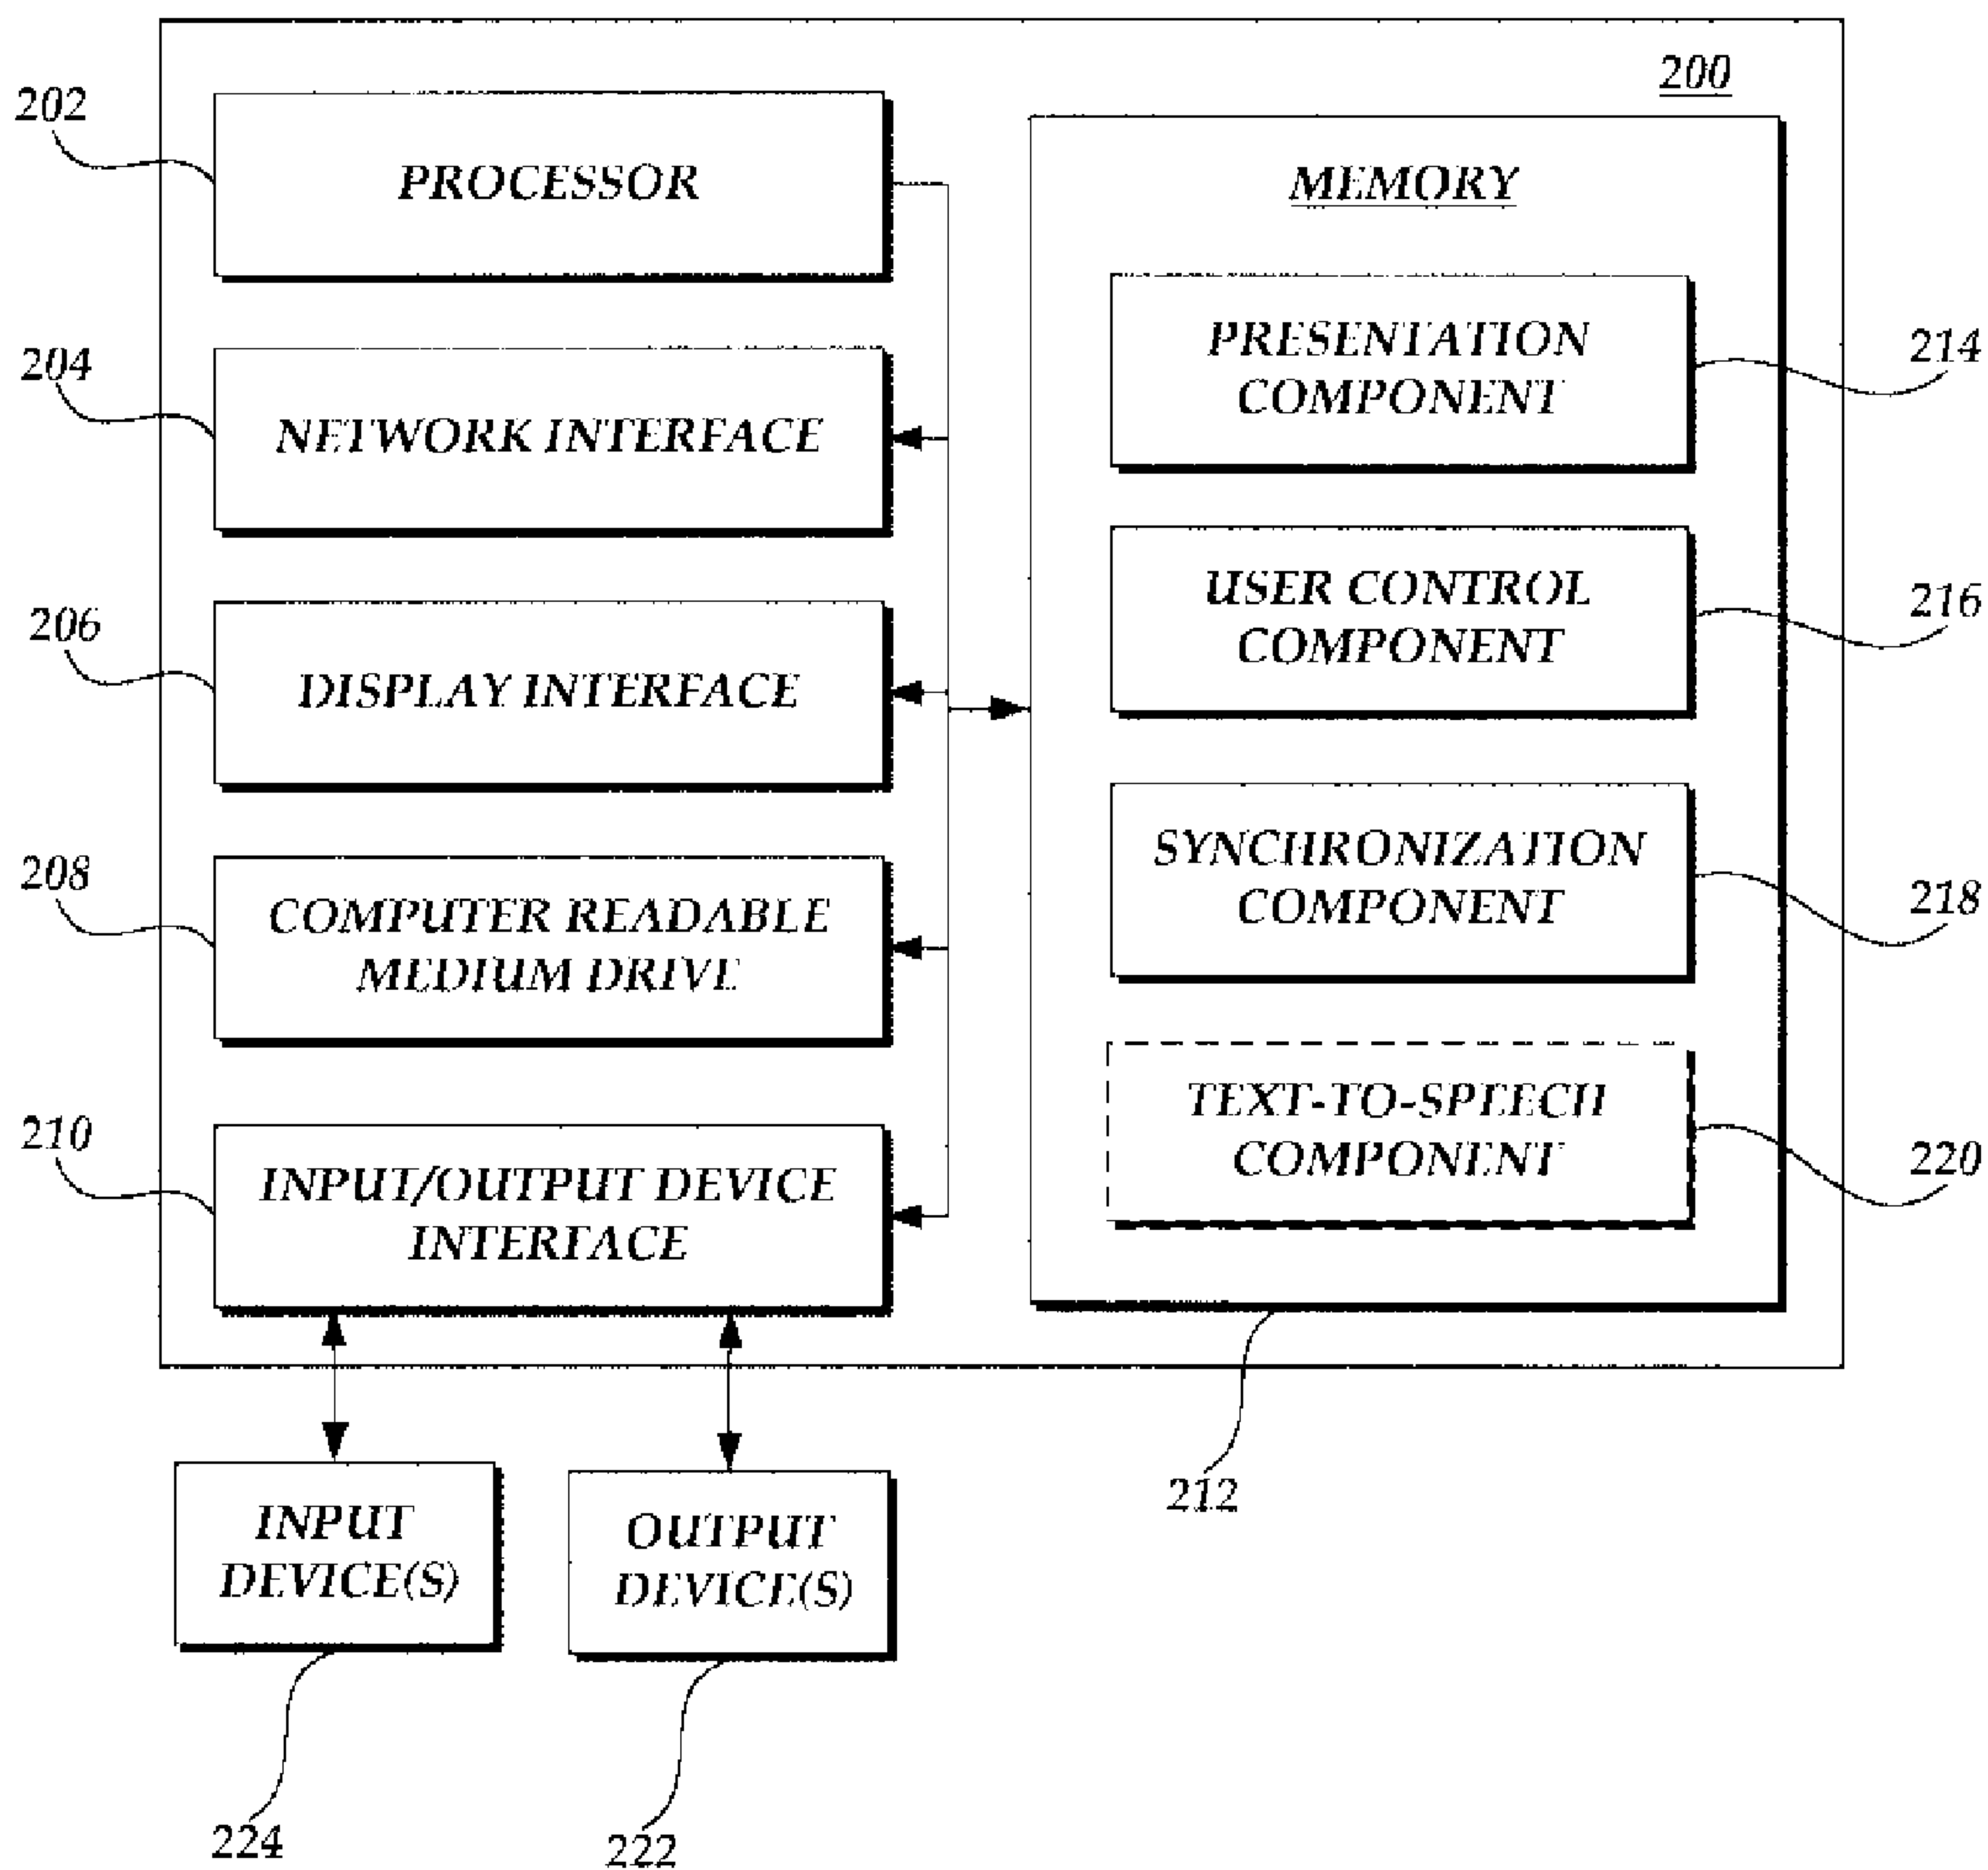 200
202
PROCESSOR
204
NETWORK INTERFACE
206
DISPLAY INTERFACE
208
COMPUTER READABLE
MEDIUM DRIVE
210
INPUT/OUTPUT DEVICE
INTERFACE
MEMORY
PRESENTATION
COMPONENT
214
USER CONTROL
COMPONENT
216
SYNCHRONIZATION
COMPONENT
218
TEXT-TO-SPEECH
COMPONENT
220
212
INPUT
DEVICE(S)
224
OUTPUT
DEVICE(S)
222